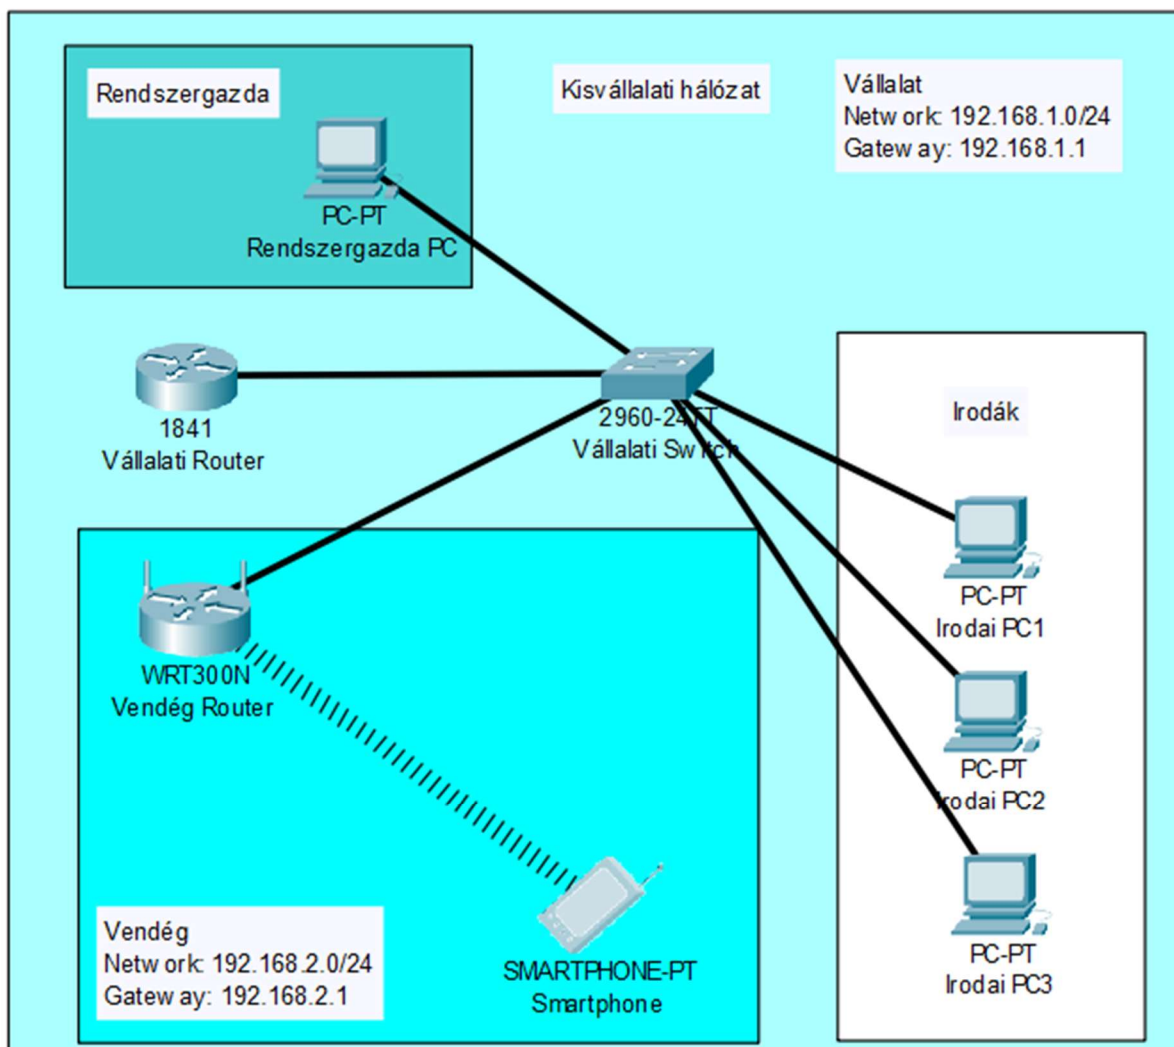 Rendszergazda
Kisvállalati hálózat
Vállalat
Network: 192.168.1.0/24
Gateway: 192.168.1.1
PC-PT
Rendszergazda PC
1841
Vállalati Router
2960-24TT
Vállalati Switch
Irodák
PC-PT
Irodai PC1
WRT300N
Vendég Router
PC-PT
Irodai PC2
Vendég
Network: 192.168.2.0/24
Gateway: 192.168.2.1
SMARTPHONE-PT
Smartphone
PC-PT
Irodai PC3